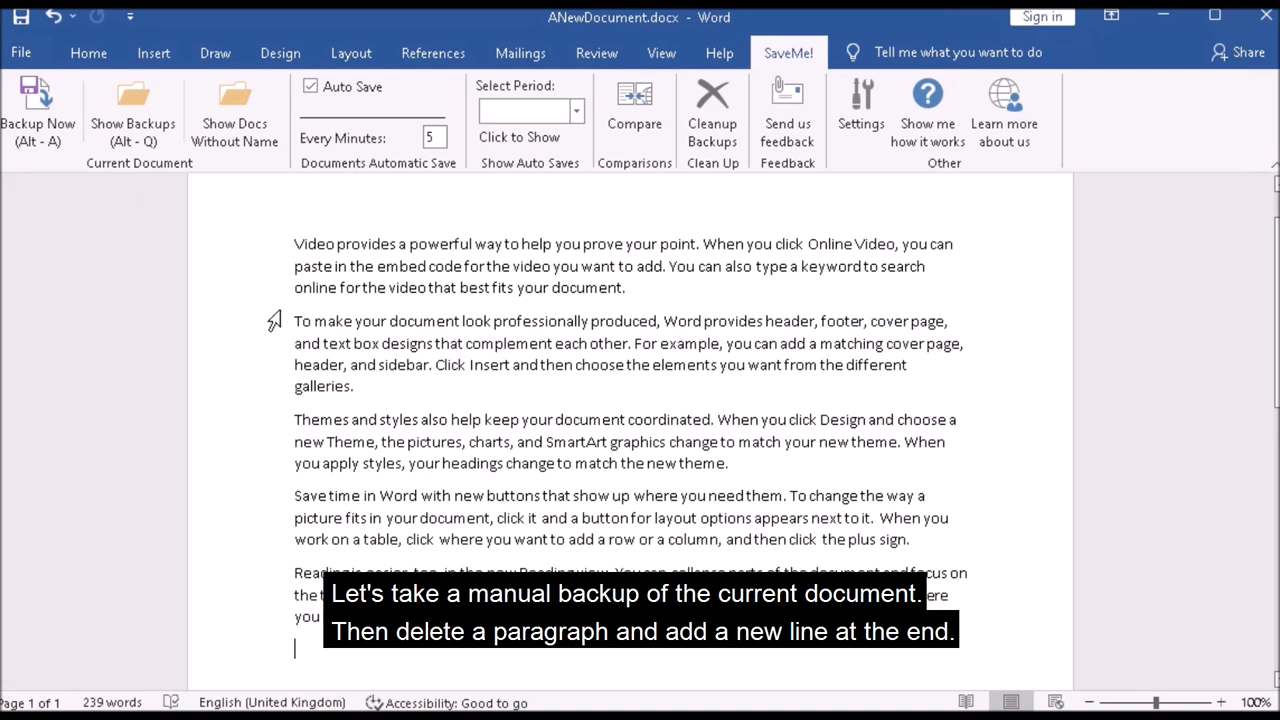 ANewDocument.docx - Word
Sign in
File Home Insert Draw Design Layout References Mailings Review View Help SaveMe! Tell me what you want to do Share
Backup Now
(Alt - A)
Show Backups
(Alt - Q)
Show Docs
Without Name
Current Document
Auto Save
Every Minutes: 5
Documents Automatic Save
Select Period:
Click to Show
Show Auto Saves
Compare
Comparisons
Cleanup
Backups
Clean Up
Send us
feedback
Feedback
Settings
Show me
how it works
Learn more
about us
Other
Video provides a powerful way to help you prove your point. When you click Online Video, you can
paste in the embed code for the video you want to add. You can also type a keyword to search
online for the video that best fits your document.
To make your document look professionally produced, Word provides header, footer, cover page,
and text box designs that complement each other. For example, you can add a matching cover page,
header, and sidebar. Click Insert and then choose the elements you want from the different
galleries.
Themes and styles also help keep your document coordinated. When you click Design and choose a
new Theme, the pictures, charts, and SmartArt graphics change to match your new theme. When
you apply styles, your headings change to match the new theme.
Save time in Word with new buttons that show up where you need them. To change the way a
picture fits in your document, click it and a button for layout options appears next to it. When you
work on a table, click where you want to add a row or a column, and then click the plus sign.
Reading is easier, too, in the new Reading view. You can collapse parts of the document and focus on
the
you
Let's take a manual backup of the current document.
Then delete a paragraph and add a new line at the end.
Page 1 of 1 239 words English (United Kingdom) Accessibility: Good to go 100%